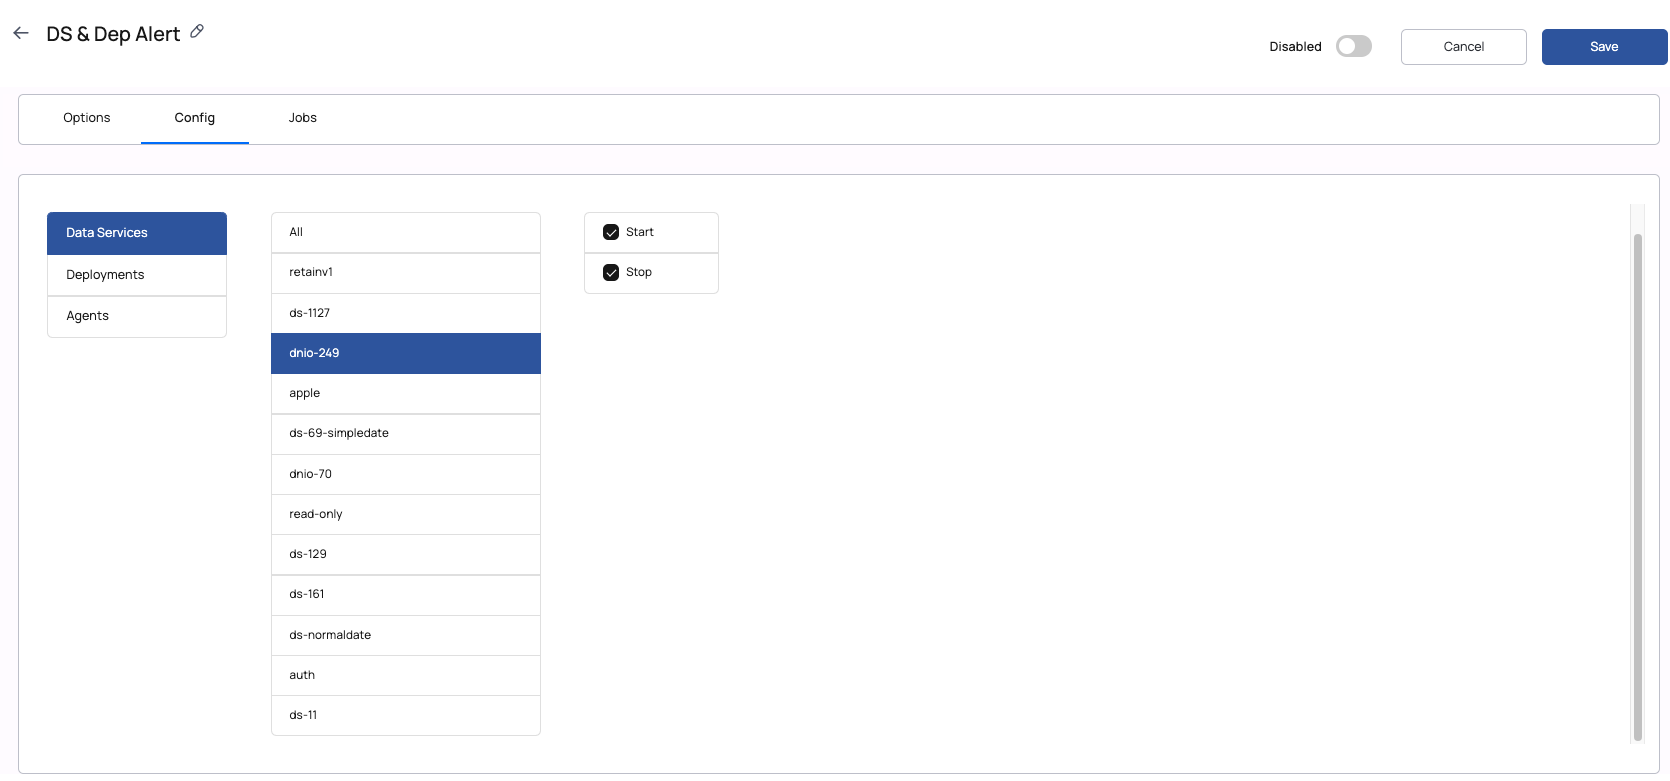 DS & Dep Alert
Disabled
Cancel
Save
Options
Config
Jobs
Data Services
Deployments
Agents
All
retainv1
ds-1127
dnio-249
apple
ds-69-simpledate
dnio-70
read-only
ds-129
ds-161
ds-normaldate
auth
ds-11
Start
Stop